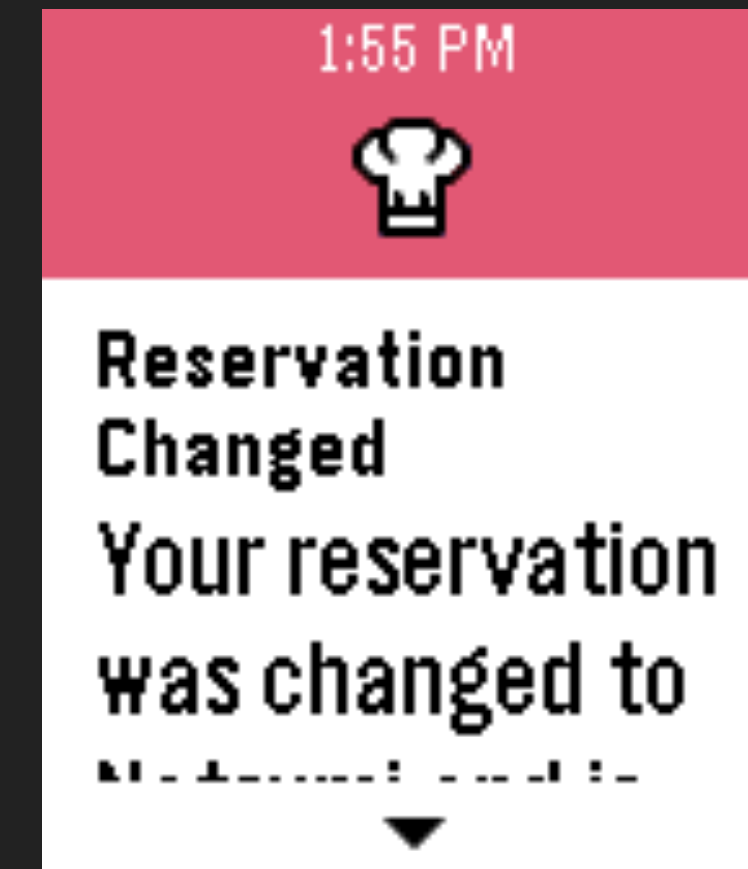 1:55 PM
Reservation
Changed
Your reservation
was changed to